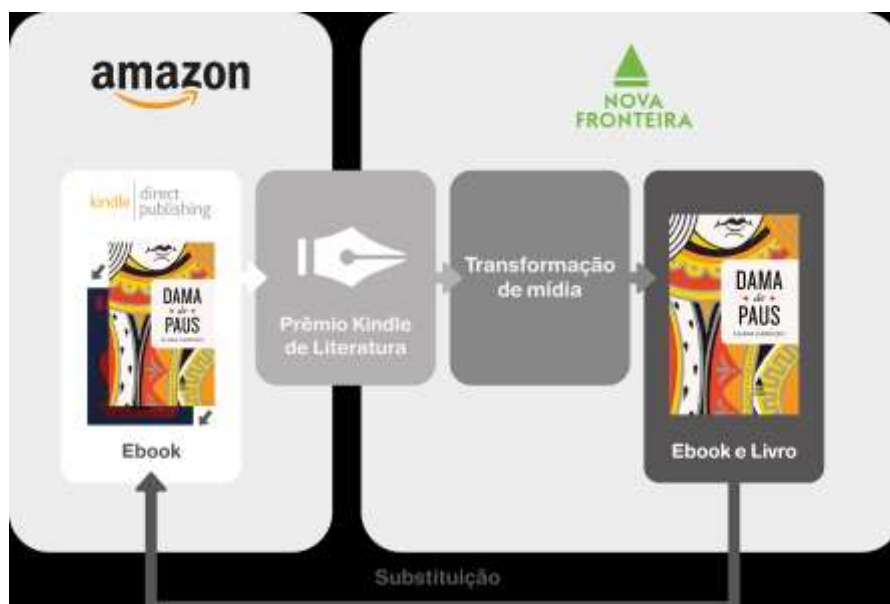 amazon
NOVA
FRONTEIRA
kindle direct
publishing
DAMA
de
PAUS
Ebook
Prêmio Kindle
de Literatura
Transformação
de mídia
DAMA
de
PAUS
Ebook e Livro
Substituição